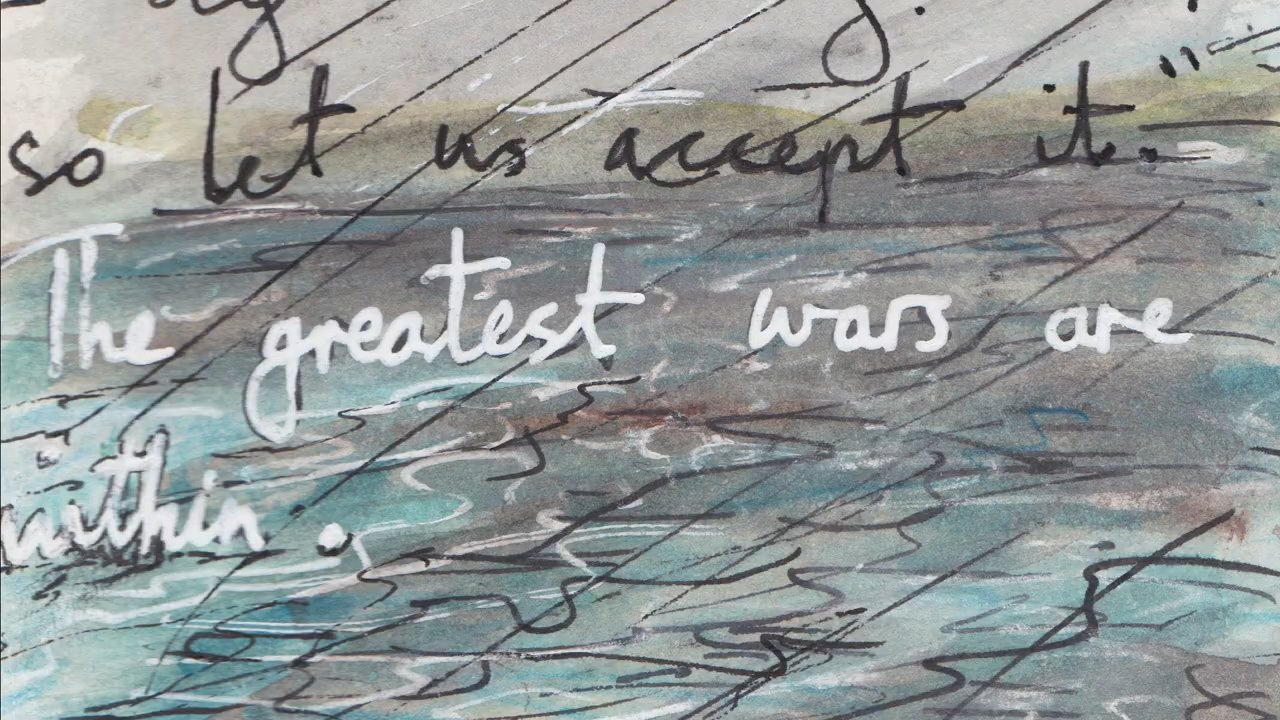 so let us accept it."
The greatest wars are
within.